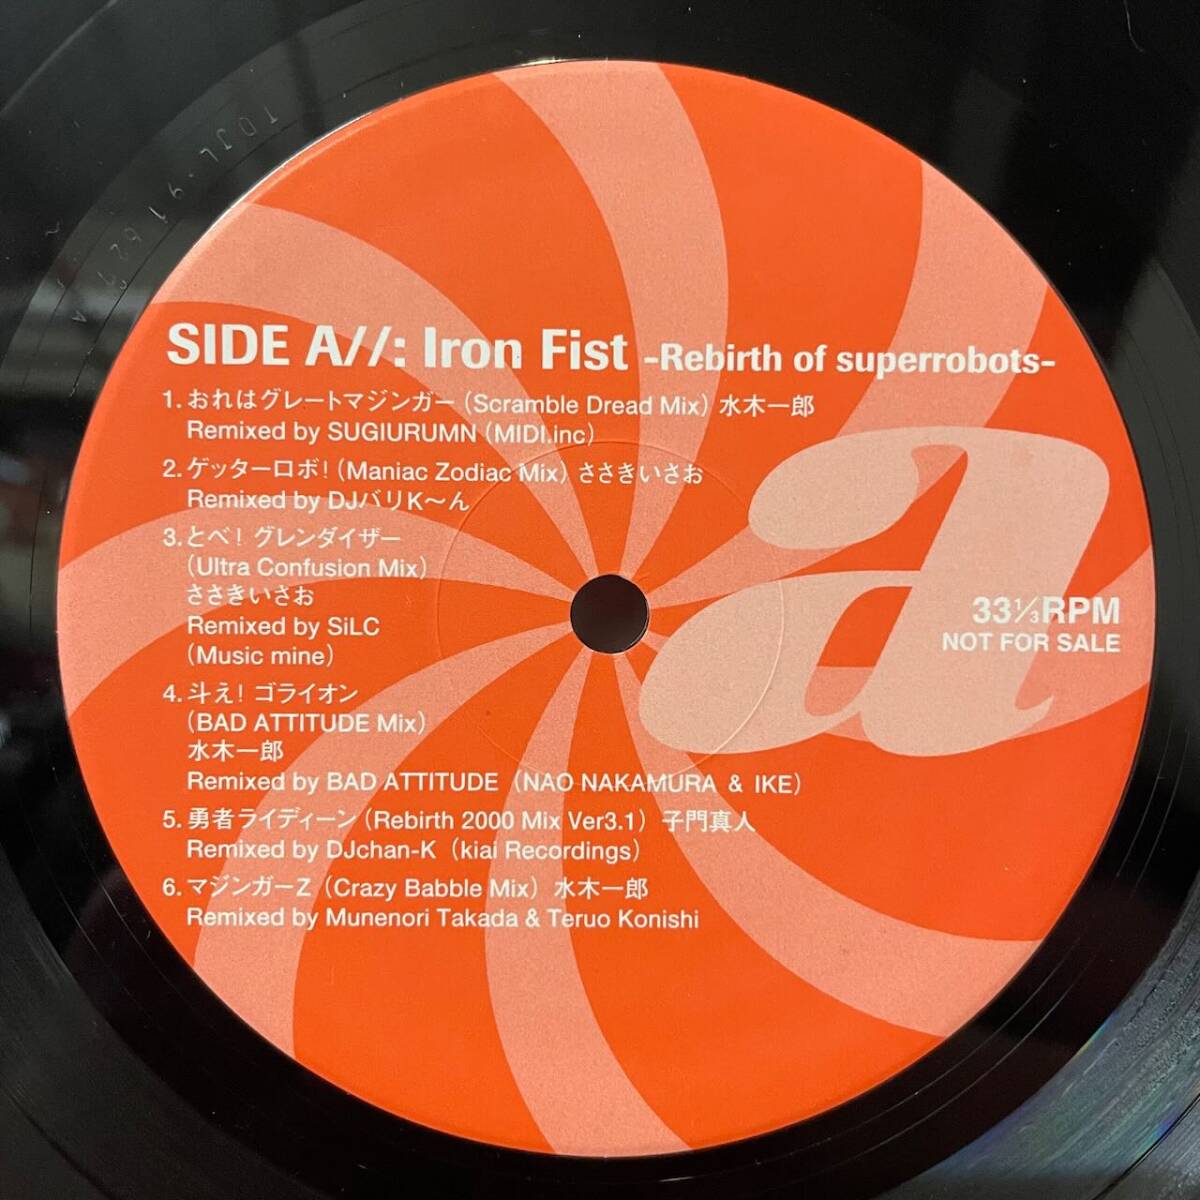 SIDE A//: Iron Fist -Rebirth of superrobots-
1. おれはグレートマジンガー (Scramble Dread Mix) 水木一郎
Remixed by SUGIURUMN (MIDI.inc)
2. ゲッターロボ! (Maniac Zodiac Mix) ささきいさお
Remixed by DJバリK〜ん
3. とべ! グレンダイザー
(Ultra Confusion Mix)
ささきいさお
Remixed by SiLC
(Music mine)
4. 斗え! ゴライオン
(BAD ATTITUDE Mix)
水木一郎
Remixed by BAD ATTITUDE (NAO NAKAMURA & IKE)
5. 勇者ライディーン (Rebirth 2000 Mix Ver3.1) 子門真人
Remixed by DJchan-K (kiai Recordings)
6. マジンガーZ (Crazy Babble Mix) 水木一郎
Remixed by Munenori Takada & Teruo Konishi
a
33 1/3 RPM
NOT FOR SALE